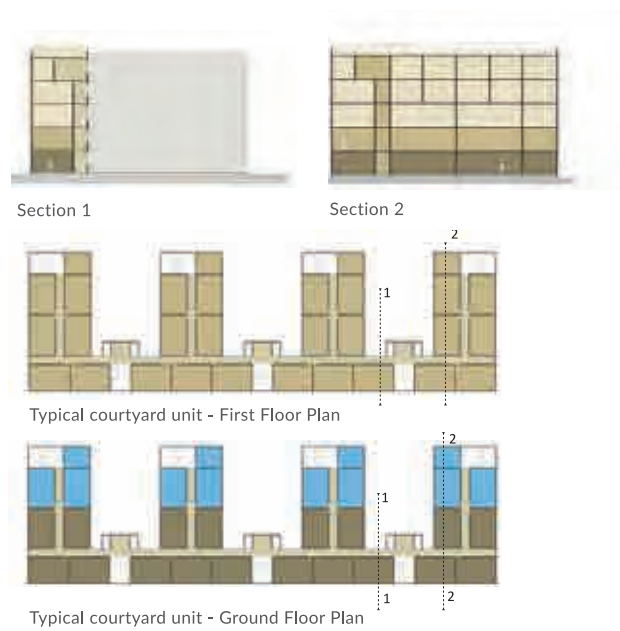 Section 1
Section 2
2
1
Typical courtyard unit - First Floor Plan
2
1
1
2
Typical courtyard unit - Ground Floor Plan